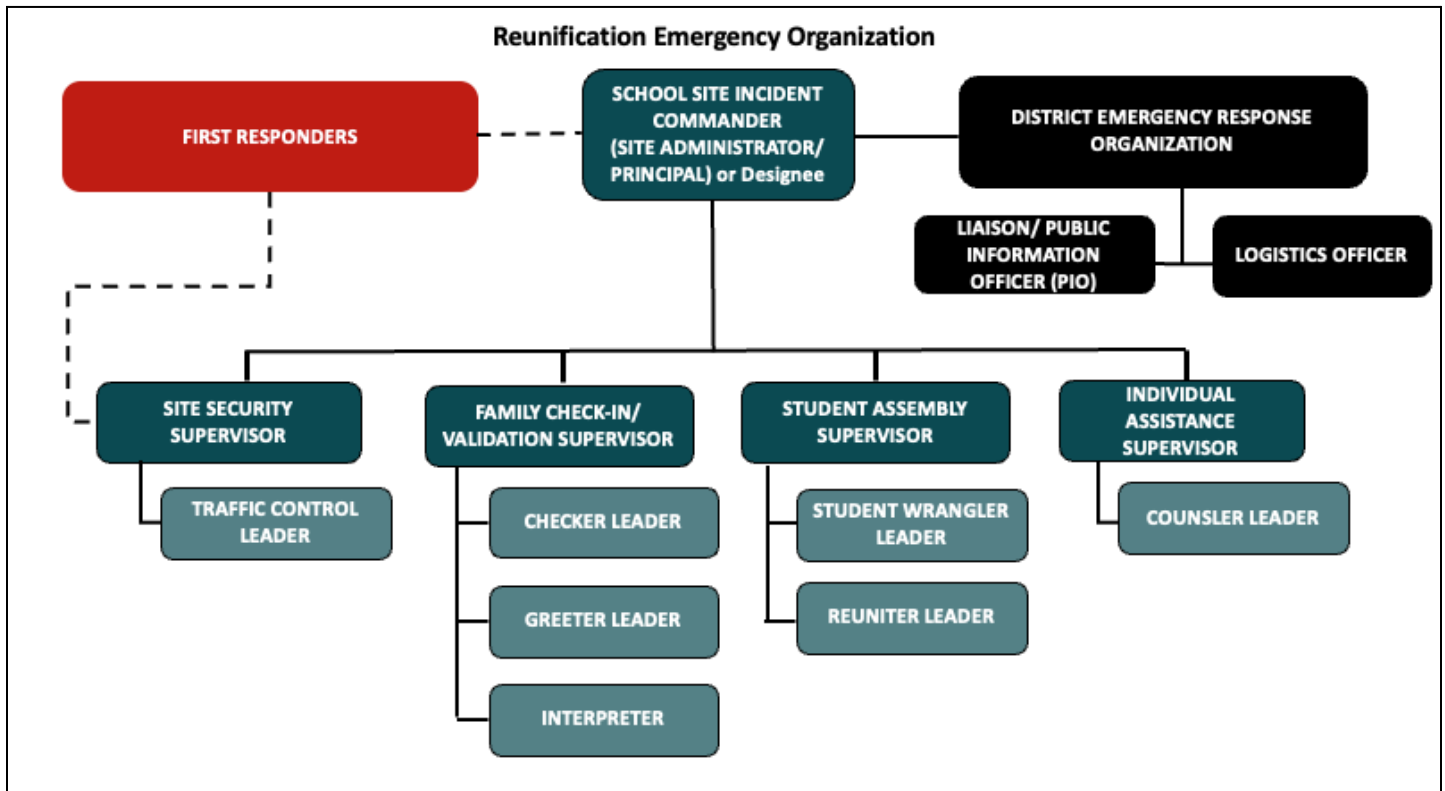 Reunification Emergency Organization
FIRST RESPONDERS
SCHOOL SITE INCIDENT
COMMANDER
(SITE ADMINISTRATOR/
PRINCIPAL) or Designee
DISTRICT EMERGENCY RESPONSE
ORGANIZATION
LIAISON/ PUBLIC
INFORMATION
OFFICER (PIO)
LOGISTICS OFFICER
SITE SECURITY
SUPERVISOR
TRAFFIC CONTROL
LEADER
FAMILY CHECK-IN/
VALIDATION SUPERVISOR
CHECKER LEADER
GREETER LEADER
INTERPRETER
STUDENT ASSEMBLY
SUPERVISOR
STUDENT WRANGLER
LEADER
REUNITER LEADER
INDIVIDUAL
ASSISTANCE
SUPERVISOR
COUNSLER LEADER